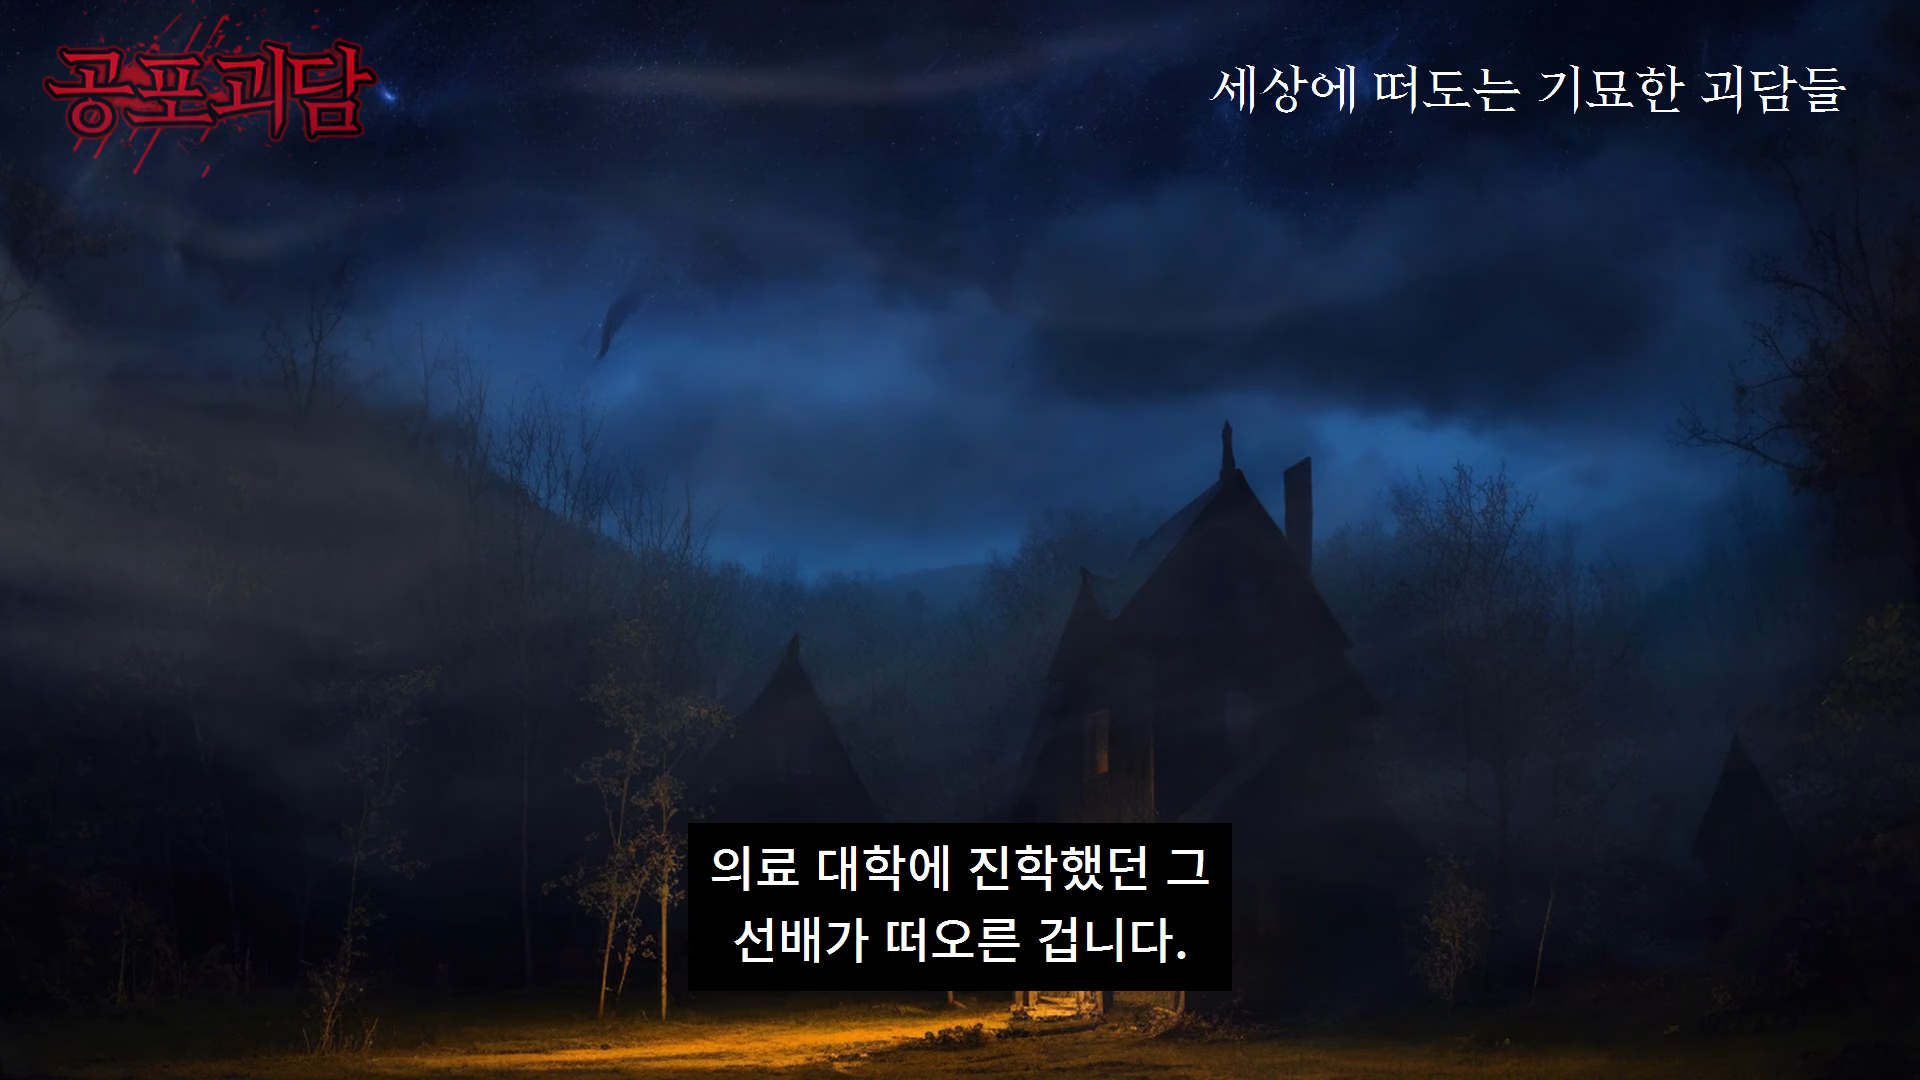 공포괴담
세상에 떠도는 기묘한 괴담들
의료 대학에 진학했던 그
선배가 떠오른 겁니다.